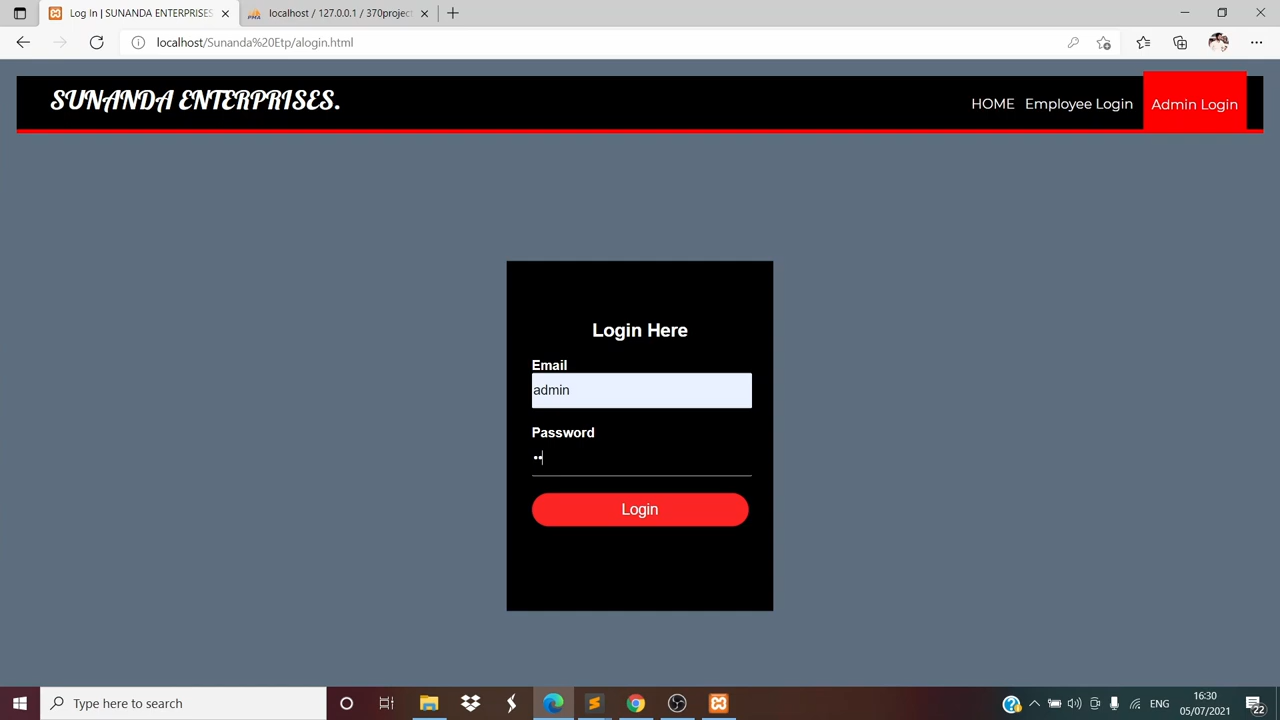 Log In | SUNANDA ENTERPRISES
localhost / 127.0.0.1 / 370project
localhost/Sunanda%20Etp/alogin.html
SUNANDA ENTERPRISES.
HOME
Employee Login
Admin Login
Login Here
Email
admin
Password
Login
Type here to search
ENG
16:30
05/07/2021
22